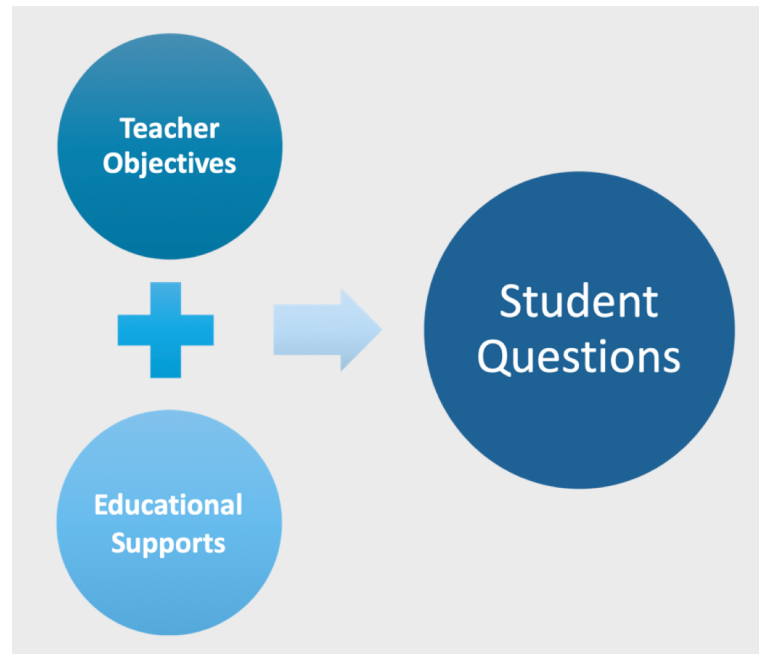 Teacher
Objectives
Educational
Supports
Student
Questions